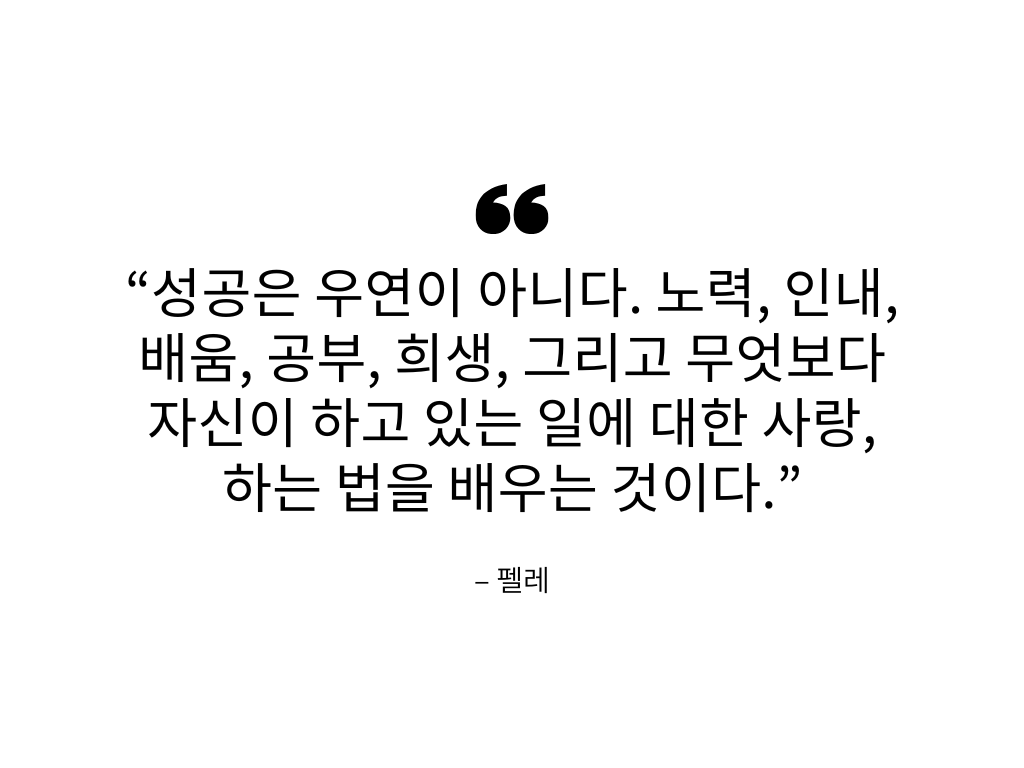 ❝
“성공은 우연이 아니다. 노력, 인내,
배움, 공부, 희생, 그리고 무엇보다
자신이 하고 있는 일에 대한 사랑,
하는 법을 배우는 것이다.”
– 펠레